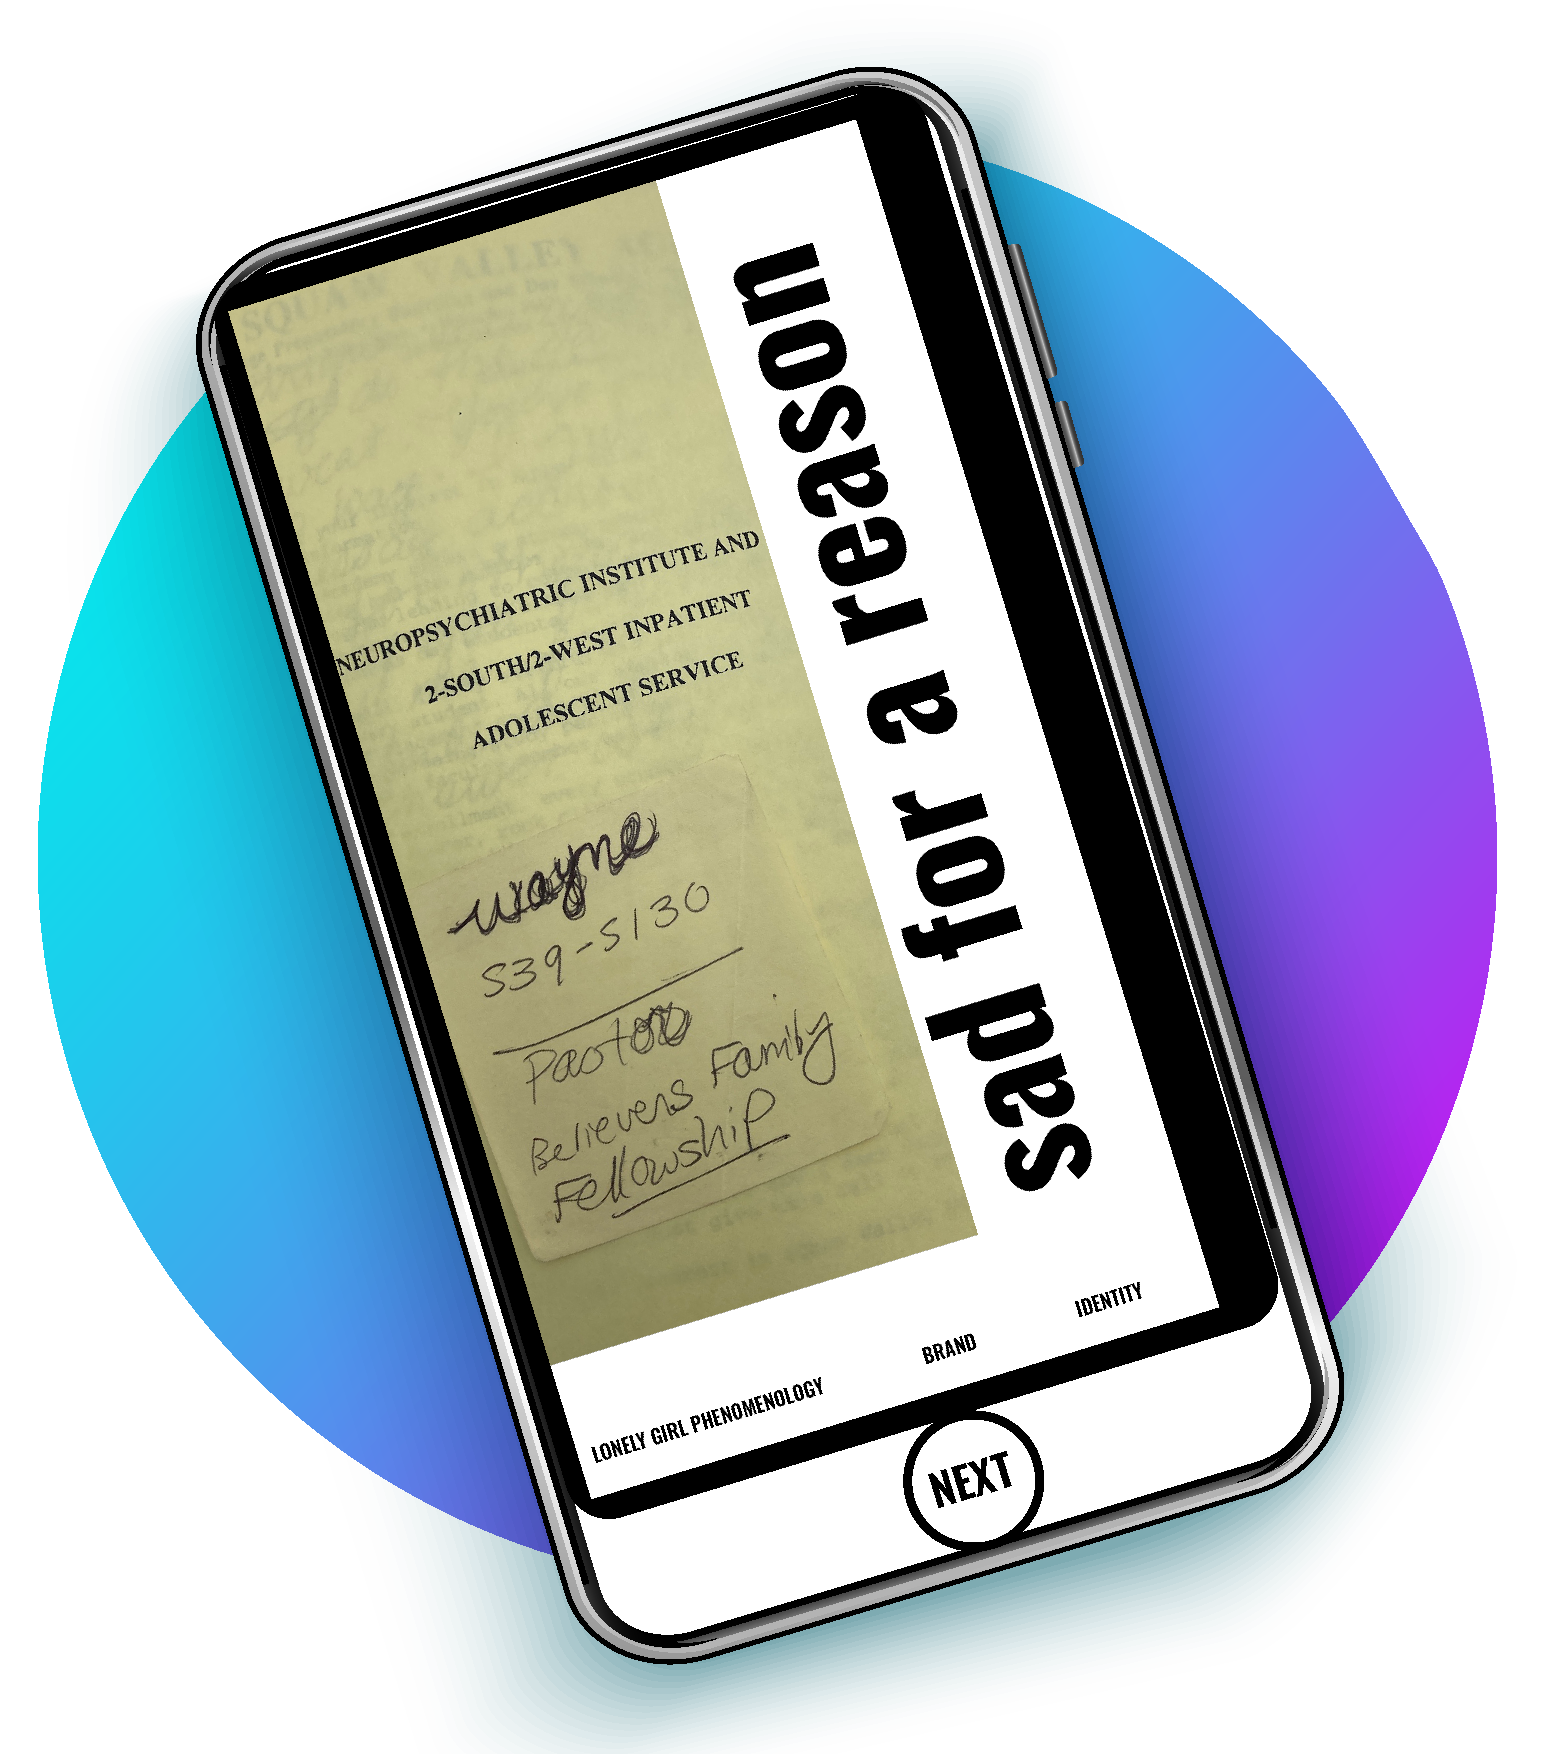 SQUAW VALLEY
NEUROPSYCHIATRIC INSTITUTE AND
2-SOUTH/2-WEST INPATIENT
ADOLESCENT SERVICE
wayne
539-5130
Pastor
Believers Family
Fellowship
sad for a reason
LONELY GIRL PHENOMENOLOGY
BRAND
IDENTITY
NEXT